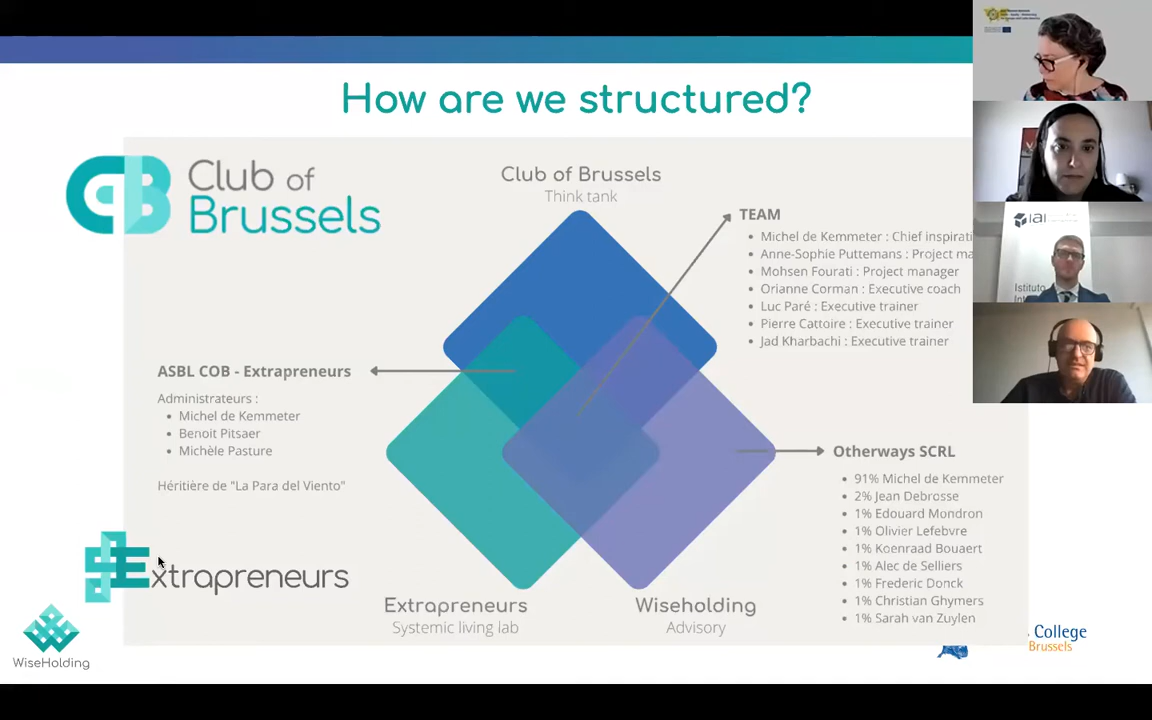 How are we structured?
Club of
Brussels
Club of Brussels
Think tank
TEAM
• Michel de Kemmeter : Chief inspirati
• Anne-Sophie Puttemans : Project ma
• Mohsen Fourati : Project manager
• Orianne Corman : Executive coach
• Luc Paré : Executive trainer
• Pierre Cattoire : Executive trainer
• Jad Kharbachi : Executive trainer
ASBL COB - Extrapreneurs
Administrateurs :
• Michel de Kemmeter
• Benoit Pitsaer
• Michèle Pasture
Héritière de "La Para del Viento"
Otherways SCRL
• 91% Michel de Kemmeter
• 2% Jean Debrosse
• 1% Edouard Mondron
• 1% Olivier Lefebvre
• 1% Koenraad Bouaert
• 1% Alec de Selliers
• 1% Frederic Donck
• 1% Christian Ghymers
• 1% Sarah van Zuylen
Extrapreneurs
Extrapreneurs
Systemic living lab
Wiseholding
Advisory
WiseHolding
College
Brussels
iai
Istituto